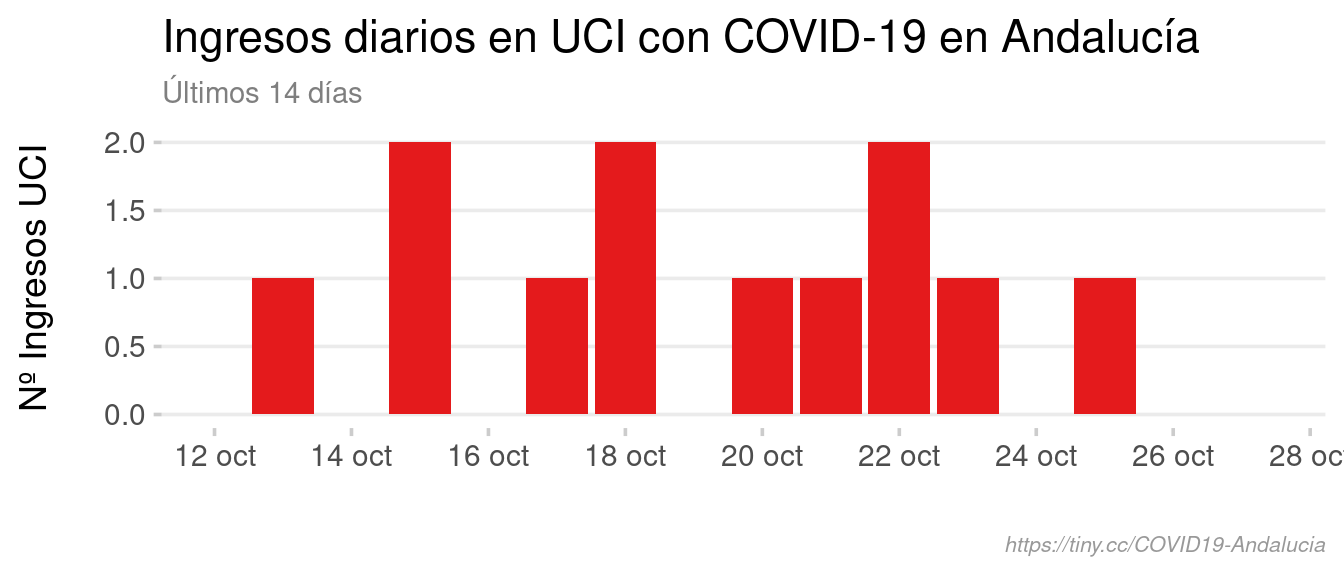 Ingresos diarios en UCI con COVID-19 en Andalucía
Últimos 14 días
Nº Ingresos UCI
2.0
1.5
1.0
0.5
0.0
12 oct 14 oct 16 oct 18 oct 20 oct 22 oct 24 oct 26 oct 28 oc
https://tiny.cc/COVID19-Andalucia